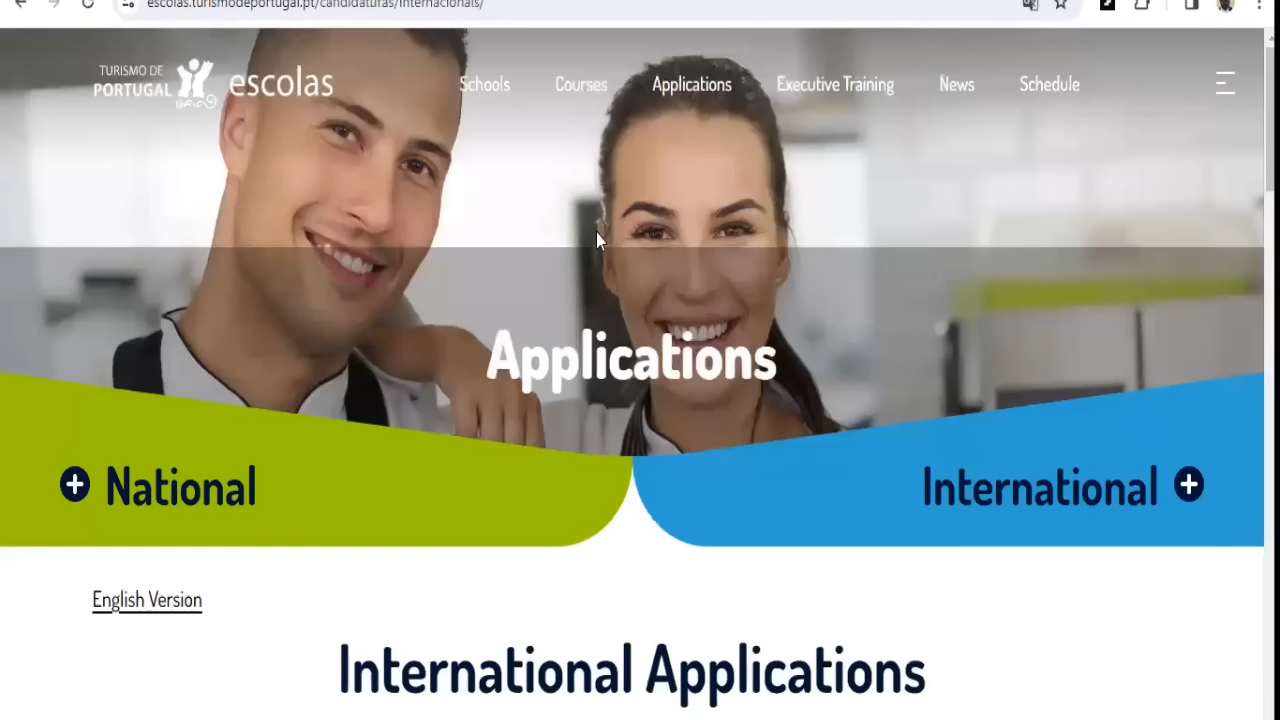 escolas.turismodeportugal.pt/candidaturas/internacionais/
TURISMO DE
PORTUGAL
escolas
Schools
Courses
Applications
Executive Training
News
Schedule
Applications
National
International
English Version
International Applications